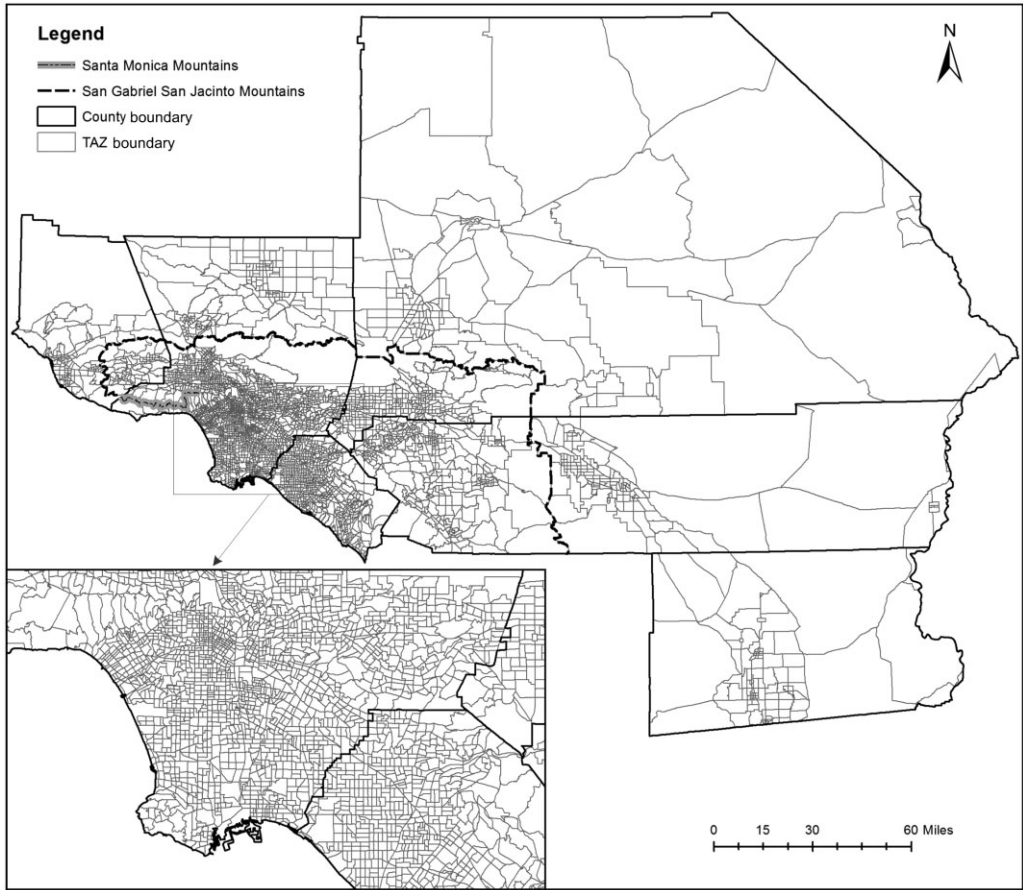 Legend
Santa Monica Mountains
San Gabriel San Jacinto Mountains
County boundary
TAZ boundary
N
0 15 30 60 Miles